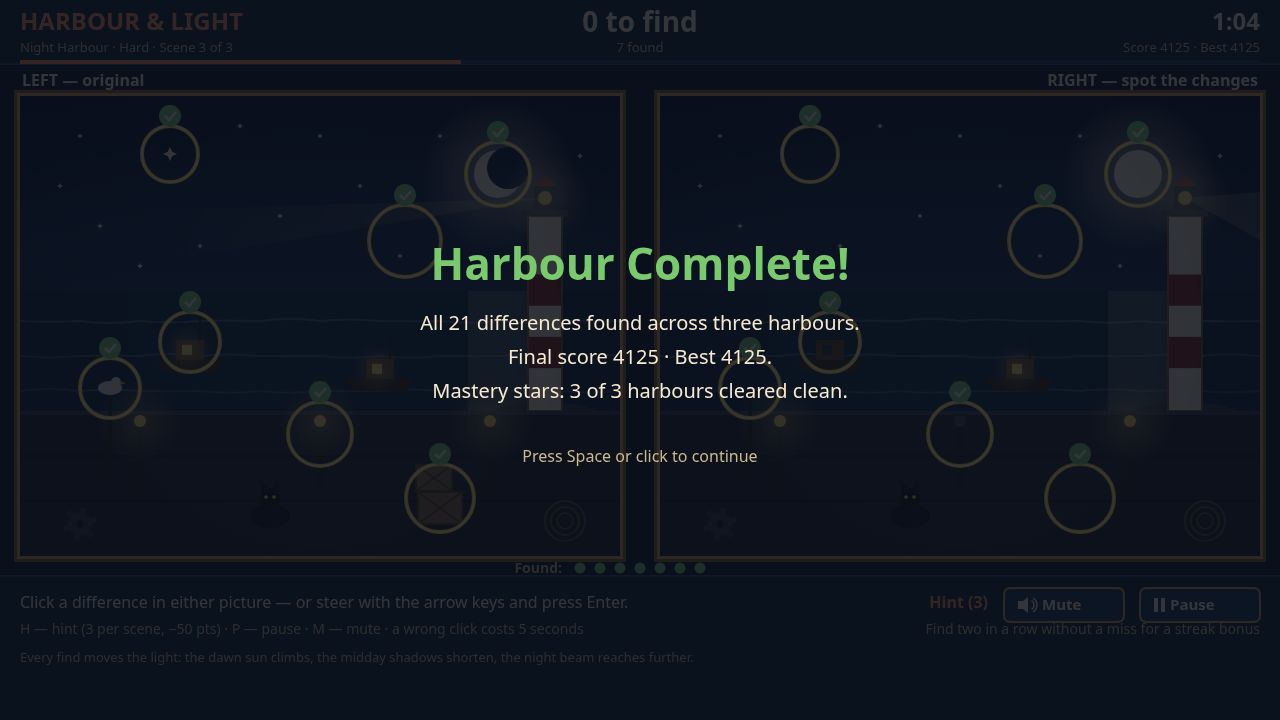 HARBOUR & LIGHT
0 to find
1:04
Night Harbour · Hard · Scene 3 of 3
7 found
Score 4125 · Best 4125
LEFT — original
RIGHT — spot the changes
Harbour Complete!
All 21 differences found across three harbours.
Final score 4125 · Best 4125.
Mastery stars: 3 of 3 harbours cleared clean.
Press Space or click to continue
Found:
Click a difference in either picture — or steer with the arrow keys and press Enter.
Hint (3)
Mute
Pause
H — hint (3 per scene, −50 pts) · P — pause · M — mute · a wrong click costs 5 seconds
Find two in a row without a miss for a streak bonus
Every find moves the light: the dawn sun climbs, the midday shadows shorten, the night beam reaches further.